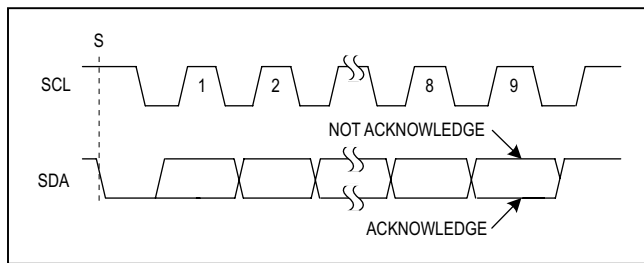 S
SCL 1 2 8 9
NOT ACKNOWLEDGE
SDA
ACKNOWLEDGE